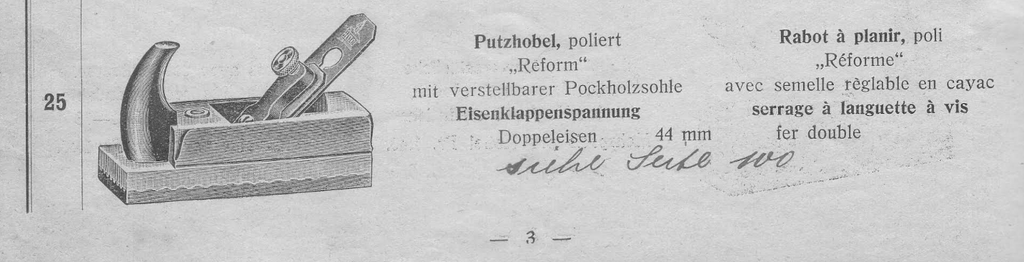 25
Putzhobel, poliert
„Reform“
mit verstellbarer Pockholzsohle
Eisenklappenspannung
Doppeleisen 44 mm
Rabot à planir, poli
„Réforme“
avec semelle règlable en cayac
serrage à languette à vis
fer double
siehe Seite 100
— 3 —